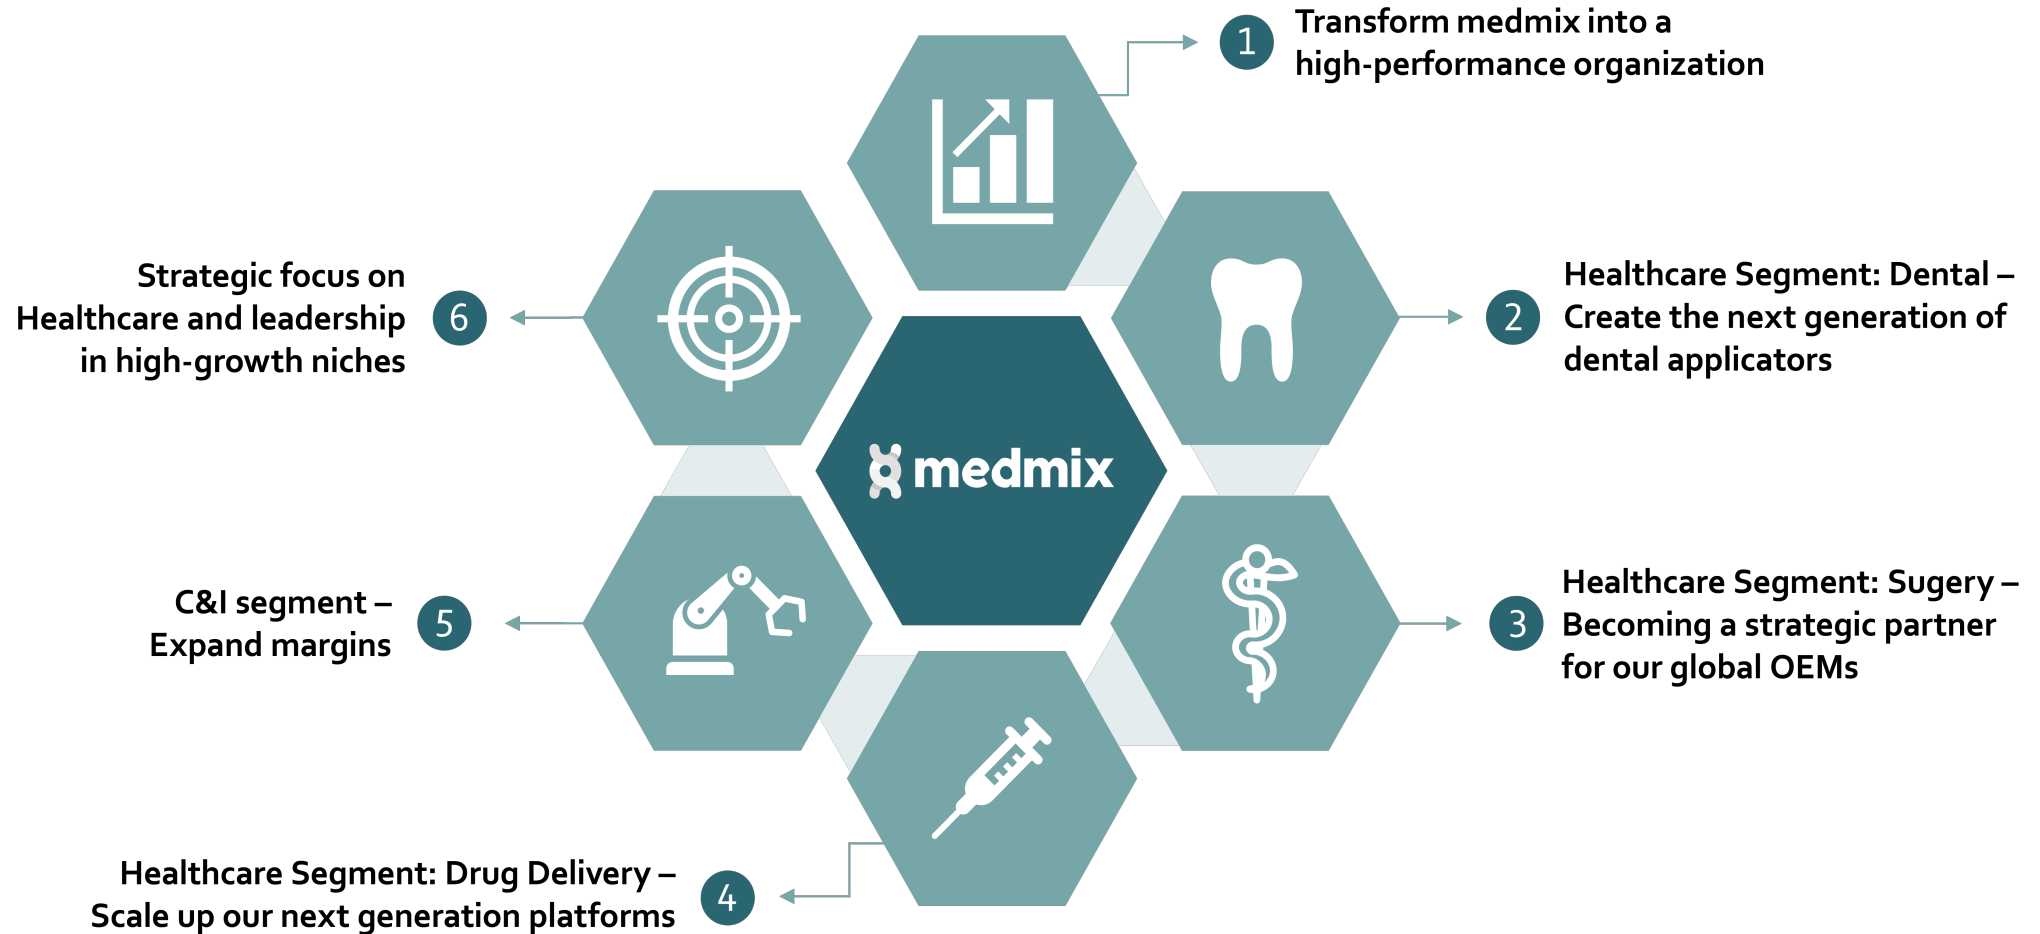 1
Transform medmix into a
high-performance organization
2
Healthcare Segment: Dental –
Create the next generation of
dental applicators
3
Healthcare Segment: Sugery –
Becoming a strategic partner
for our global OEMs
4
Healthcare Segment: Drug Delivery –
Scale up our next generation platforms
5
C&I segment –
Expand margins
6
Strategic focus on
Healthcare and leadership
in high-growth niches
medmix